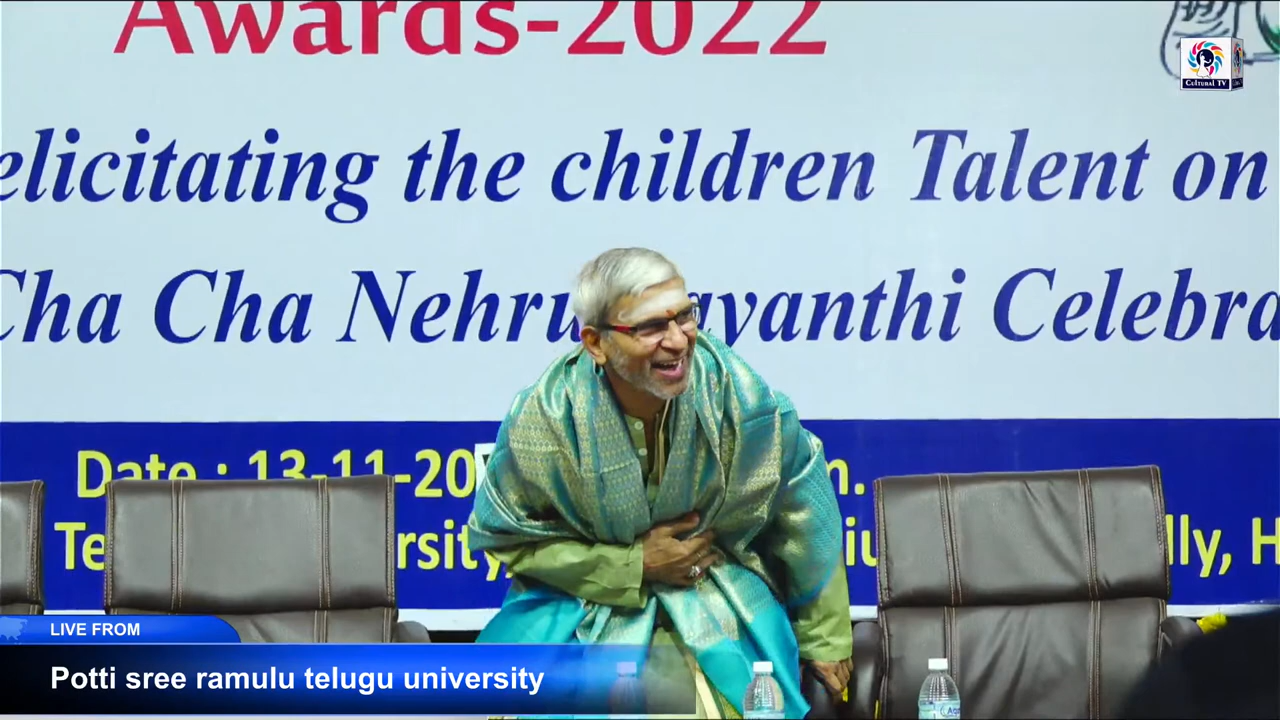 Awards-2022
Cultural TV
elicitating the children Talent on
Cha Cha Nehru ayanthi Celebra
Date : 13-11-20 n.
Te rsity, iu lly, H
LIVE FROM
Potti sree ramulu telugu university